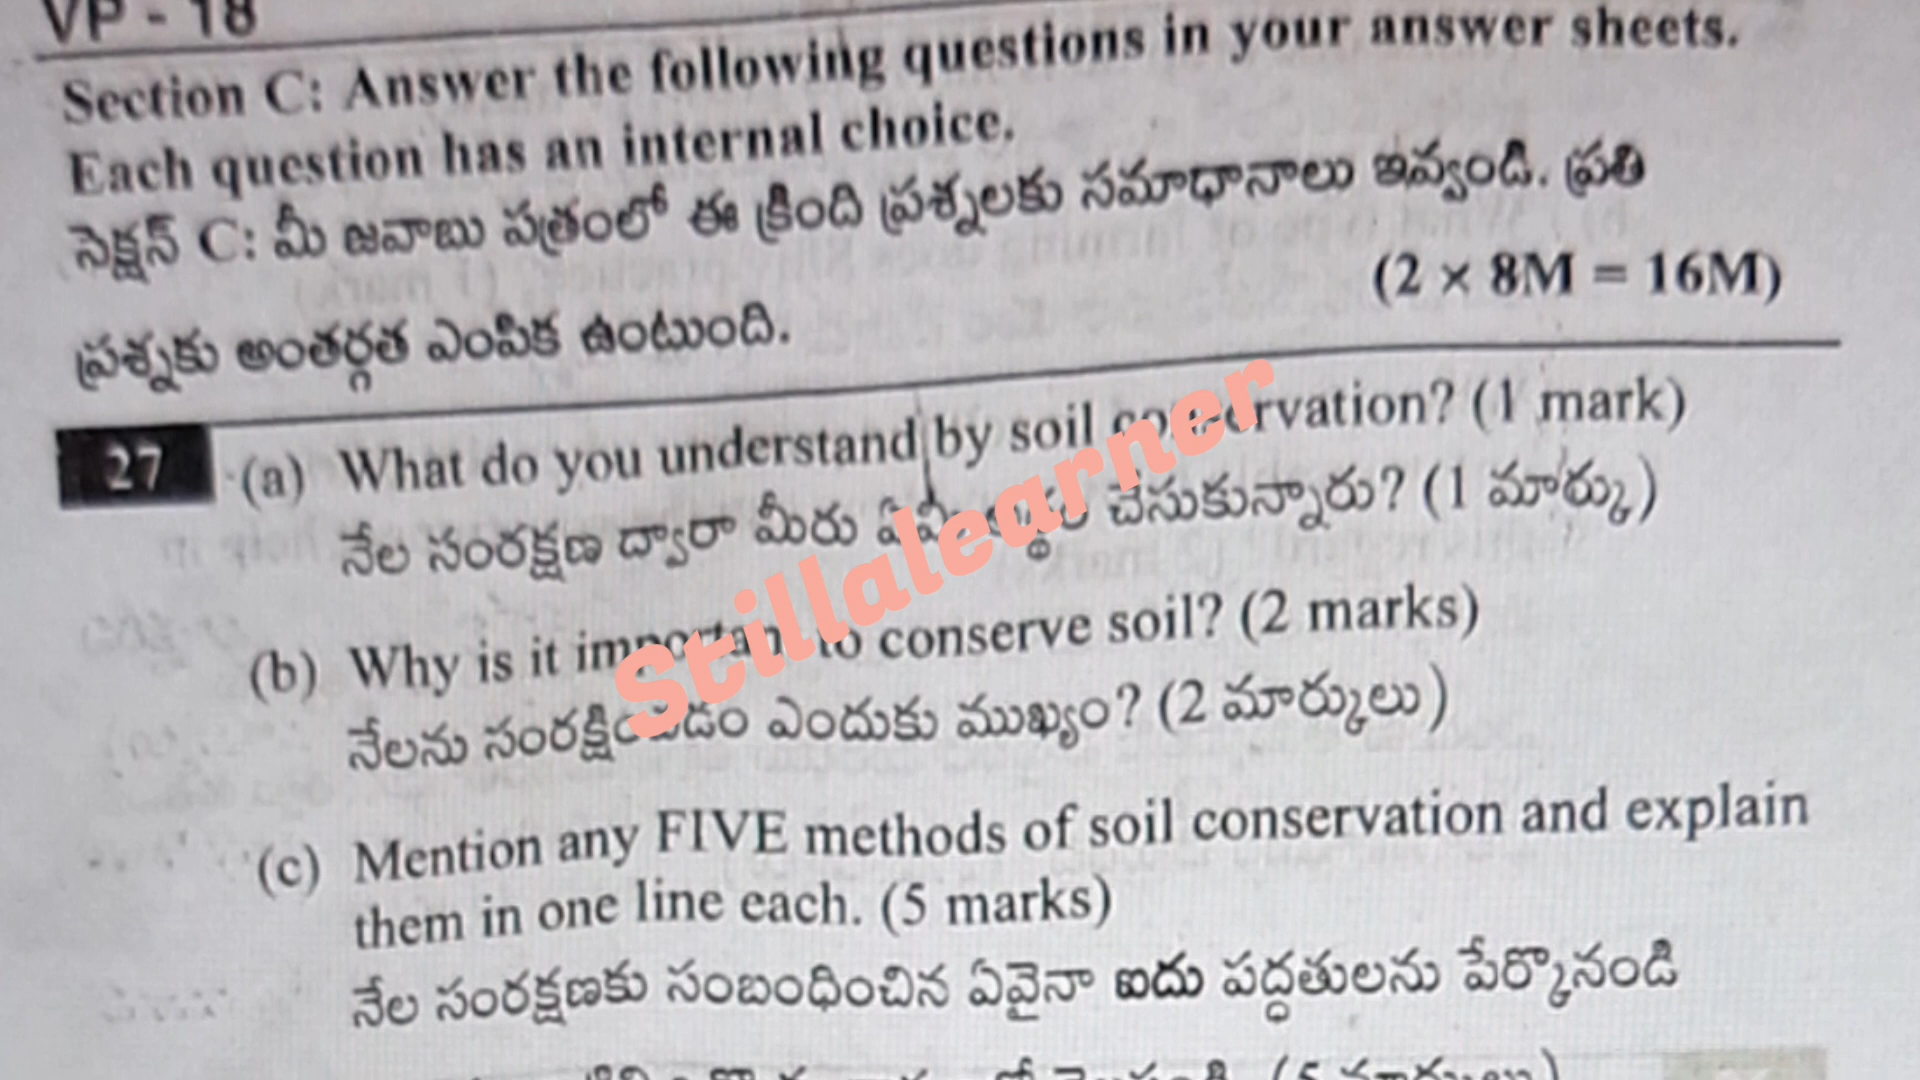 VP - 18
Section C: Answer the following questions in your answer sheets.
Each question has an internal choice.
సెక్షన్ C: మీ జవాబు పత్రంలో ఈ క్రింది ప్రశ్నలకు సమాధానాలు ఇవ్వండి. ప్రతి
(2 × 8M = 16M)
ప్రశ్నకు అంతర్గత ఎంపిక ఉంటుంది.
27 (a) What do you understand by soil conservation? (1 mark)
నేల సంరక్షణ ద్వారా మీరు చేసుకున్నారు? (1 మార్కు)
Stillalearner
(b) Why is it important to conserve soil? (2 marks)
నేలను సంరక్షించడం ఎందుకు ముఖ్యం? (2 మార్కులు)
(c) Mention any FIVE methods of soil conservation and explain
them in one line each. (5 marks)
నేల సంరక్షణకు సంబంధించిన ఏవైనా ఐదు పద్ధతులను పేర్కొనండి
(5 మార్కులు)